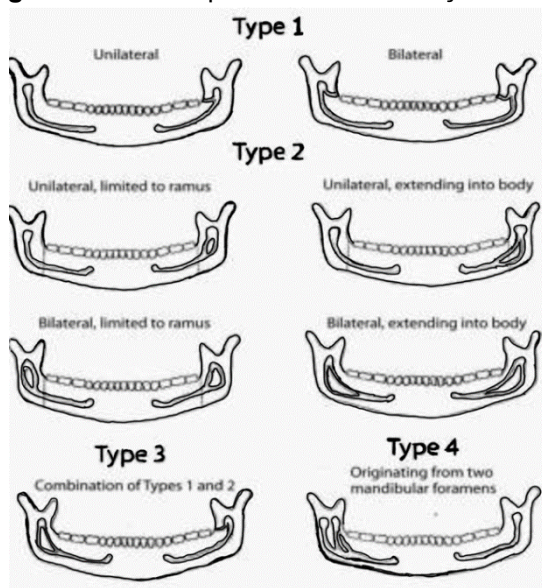 Type 1
Unilateral
Bilateral
Type 2
Unilateral, limited to ramus
Unilateral, extending into body
Bilateral, limited to ramus
Bilateral, extending into body
Type 3
Combination of Types 1 and 2
Type 4
Originating from two
mandibular foramens